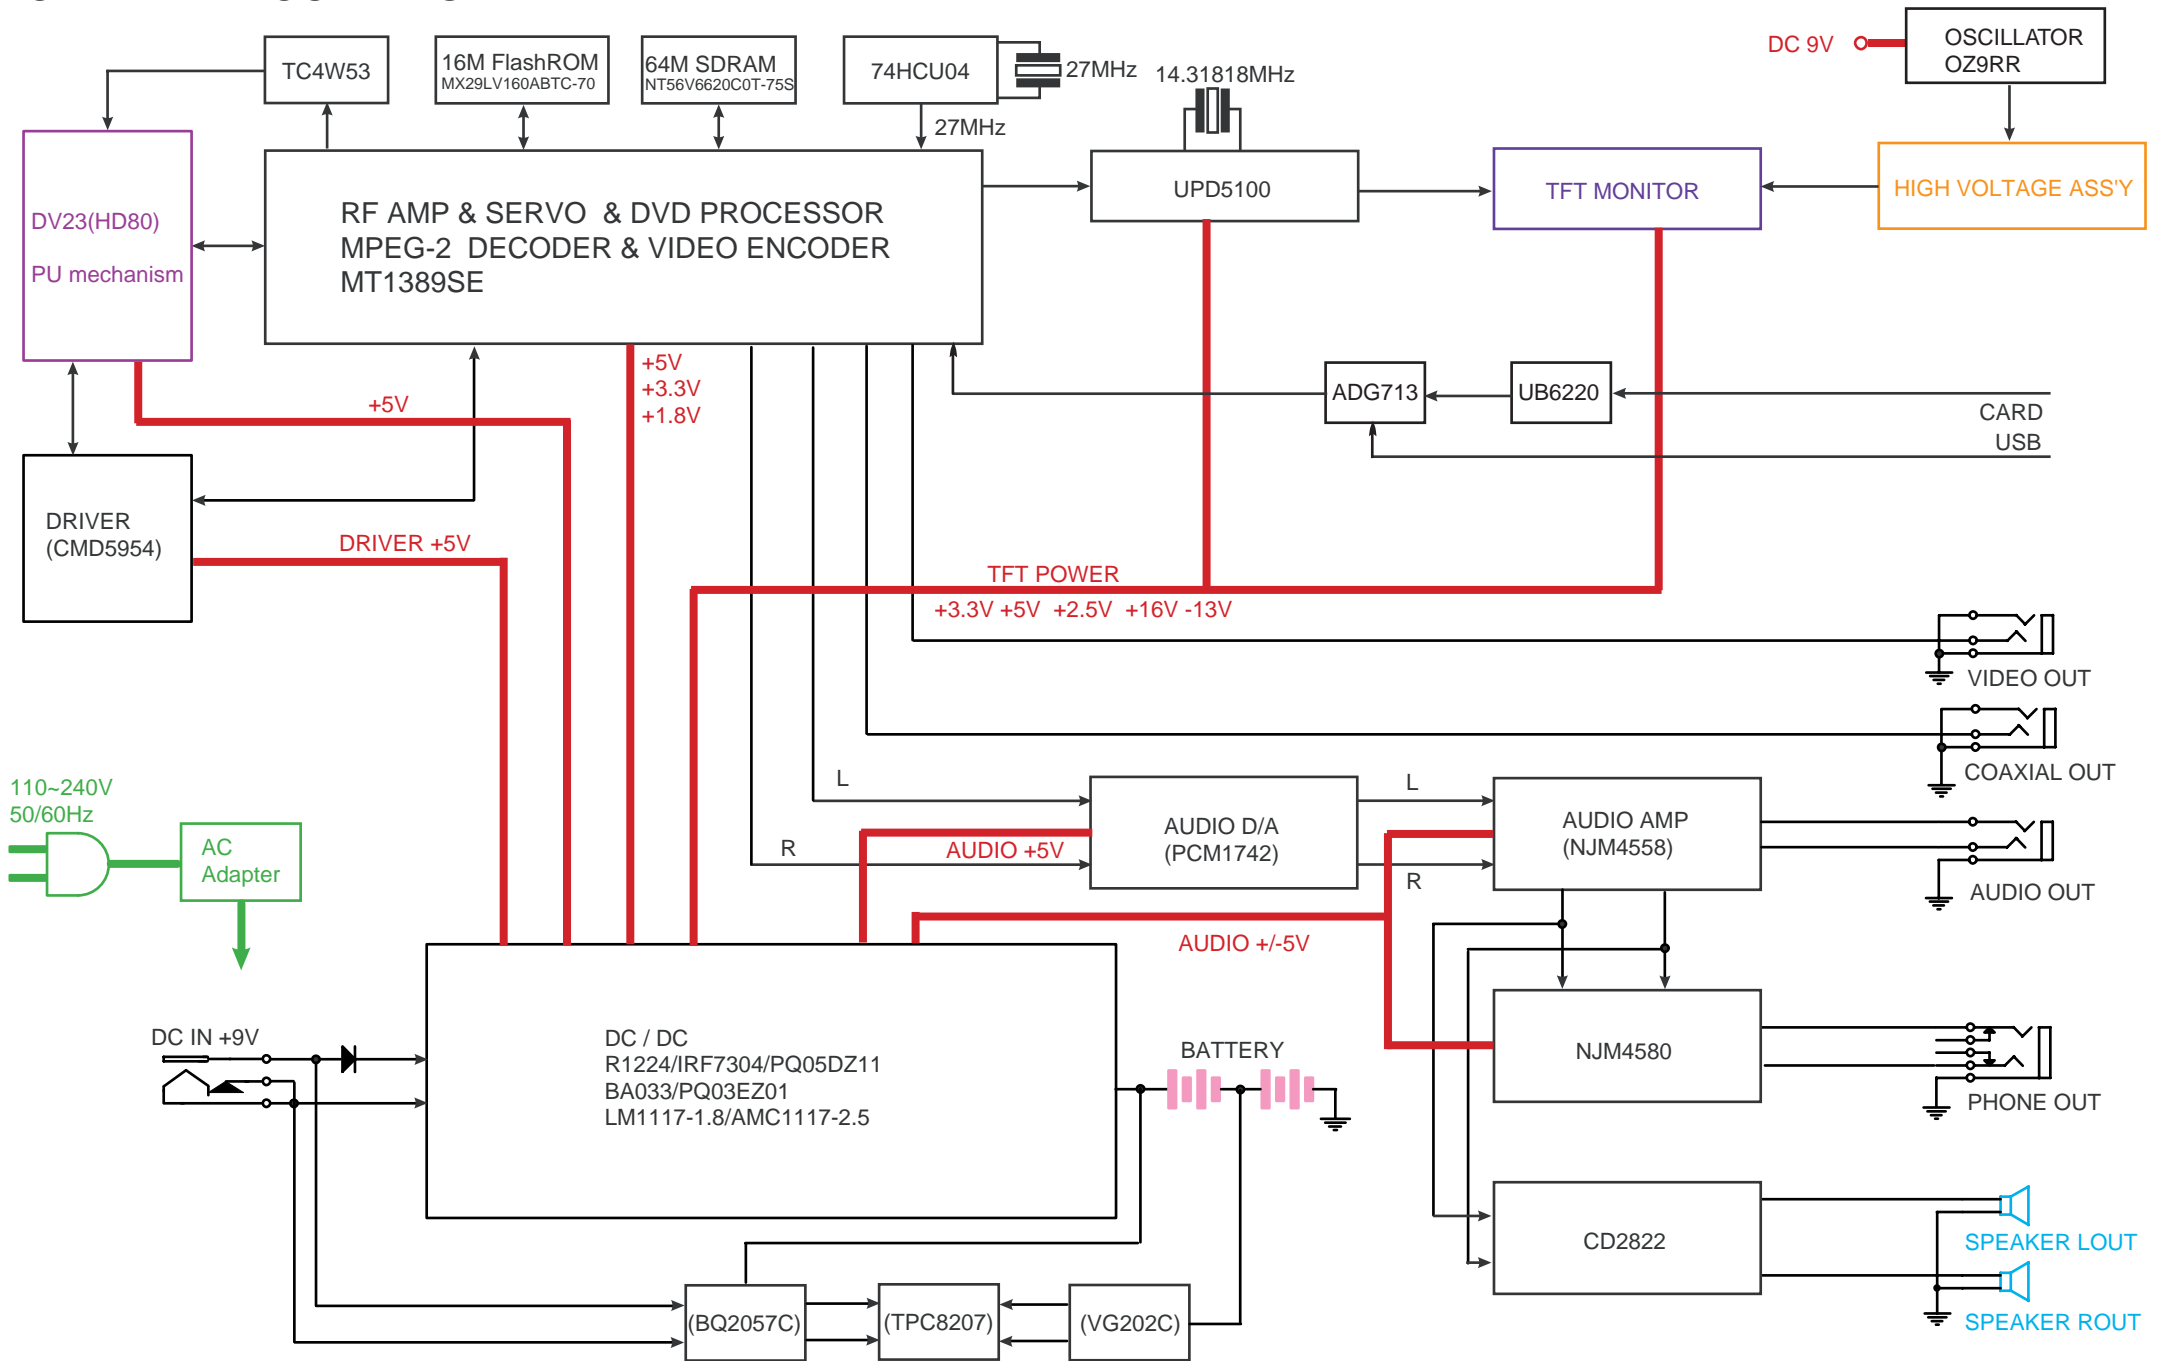 DC 9V
OSCILLATOR
OZ9RR
TC4W53
16M FlashROM
MX29LV160ABTC-70
64M SDRAM
NT56V6620C0T-75S
74HCU04
27MHz
14.31818MHz
27MHz
DV23(HD80)
PU mechanism
RF AMP & SERVO & DVD PROCESSOR
MPEG-2 DECODER & VIDEO ENCODER
MT1389SE
UPD5100
TFT MONITOR
HIGH VOLTAGE ASS'Y
+5V
+5V
+3.3V
+1.8V
ADG713
UB6220
CARD
USB
DRIVER
(CMD5954)
DRIVER +5V
TFT POWER
+3.3V +5V +2.5V +16V -13V
VIDEO OUT
COAXIAL OUT
110~240V
50/60Hz
AC
Adapter
L
R
AUDIO +5V
AUDIO D/A
(PCM1742)
L
R
AUDIO AMP
(NJM4558)
AUDIO OUT
AUDIO +/-5V
DC IN +9V
DC / DC
R1224/IRF7304/PQ05DZ11
BA033/PQ03EZ01
LM1117-1.8/AMC1117-2.5
BATTERY
NJM4580
PHONE OUT
CD2822
SPEAKER LOUT
SPEAKER ROUT
(BQ2057C)
(TPC8207)
(VG202C)